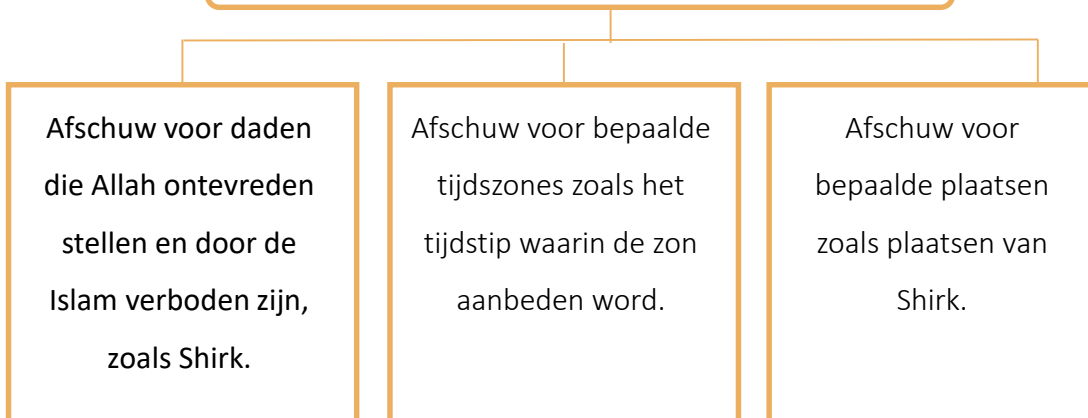 Afschuw voor daden
die Allah ontevreden
stellen en door de
Islam verboden zijn,
zoals Shirk.
Afschuw voor bepaalde
tijdszones zoals het
tijdstip waarin de zon
aanbeden word.
Afschuw voor
bepaalde plaatsen
zoals plaatsen van
Shirk.